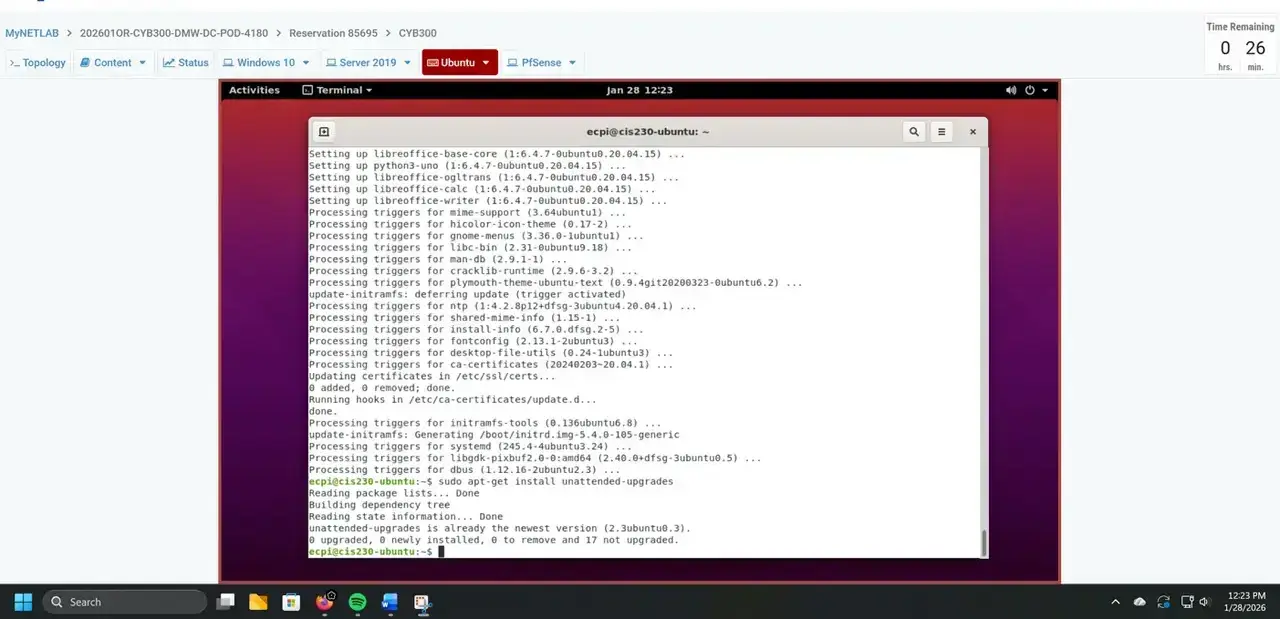 MyNETLAB > 202601OR-CYB300-DMW-DC-POD-4180 > Reservation 85695 > CYB300
Time Remaining
0 26
hrs. min.
>_ Topology Content Status Windows 10 Server 2019 Ubuntu PfSense
Activities Terminal Jan 28 12:23
ecpi@cis230-ubuntu: ~
Setting up libreoffice-base-core (1:6.4.7-0ubuntu0.20.04.15) ...
Setting up python3-uno (1:6.4.7-0ubuntu0.20.04.15) ...
Setting up libreoffice-ogltrans (1:6.4.7-0ubuntu0.20.04.15) ...
Setting up libreoffice-calc (1:6.4.7-0ubuntu0.20.04.15) ...
Setting up libreoffice-writer (1:6.4.7-0ubuntu0.20.04.15) ...
Processing triggers for mime-support (3.64ubuntu1) ...
Processing triggers for hicolor-icon-theme (0.17-2) ...
Processing triggers for gnome-menus (3.36.0-1ubuntu1) ...
Processing triggers for libc-bin (2.31-0ubuntu9.18) ...
Processing triggers for man-db (2.9.1-1) ...
Processing triggers for cracklib-runtime (2.9.6-3.2) ...
Processing triggers for plymouth-theme-ubuntu-text (0.9.4git20200323-0ubuntu6.2) ...
update-initramfs: deferring update (trigger activated)
Processing triggers for ntp (1:4.2.8p12+dfsg-3ubuntu4.20.04.1) ...
Processing triggers for shared-mime-info (1.15-1) ...
Processing triggers for install-info (6.7.0.dfsg.2-5) ...
Processing triggers for fontconfig (2.13.1-2ubuntu3) ...
Processing triggers for desktop-file-utils (0.24-1ubuntu3) ...
Processing triggers for ca-certificates (20240203~20.04.1) ...
Updating certificates in /etc/ssl/certs...
0 added, 0 removed; done.
Running hooks in /etc/ca-certificates/update.d...
done.
Processing triggers for initramfs-tools (0.136ubuntu6.8) ...
update-initramfs: Generating /boot/initrd.img-5.4.0-105-generic
Processing triggers for systemd (245.4-4ubuntu3.24) ...
Processing triggers for libgdk-pixbuf2.0-0:amd64 (2.40.0+dfsg-3ubuntu0.5) ...
Processing triggers for dbus (1.12.16-2ubuntu2.3) ...
ecpi@cis230-ubuntu:~$ sudo apt-get install unattended-upgrades
Reading package lists... Done
Building dependency tree
Reading state information... Done
unattended-upgrades is already the newest version (2.3ubuntu0.3).
0 upgraded, 0 newly installed, 0 to remove and 17 not upgraded.
ecpi@cis230-ubuntu:~$
Search
12:23 PM
1/28/2026